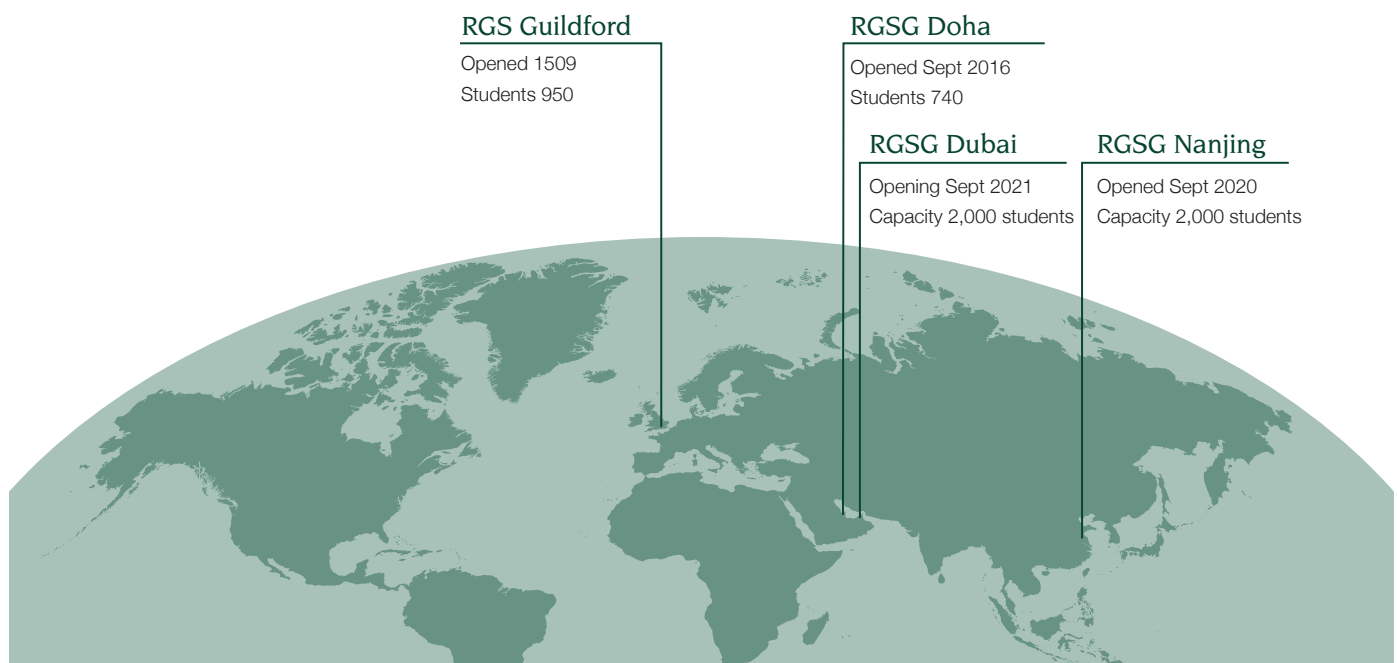 RGS Guildford
Opened 1509
Students 950
RGSG Doha
Opened Sept 2016
Students 740
RGSG Dubai
Opening Sept 2021
Capacity 2,000 students
RGSG Nanjing
Opened Sept 2020
Capacity 2,000 students